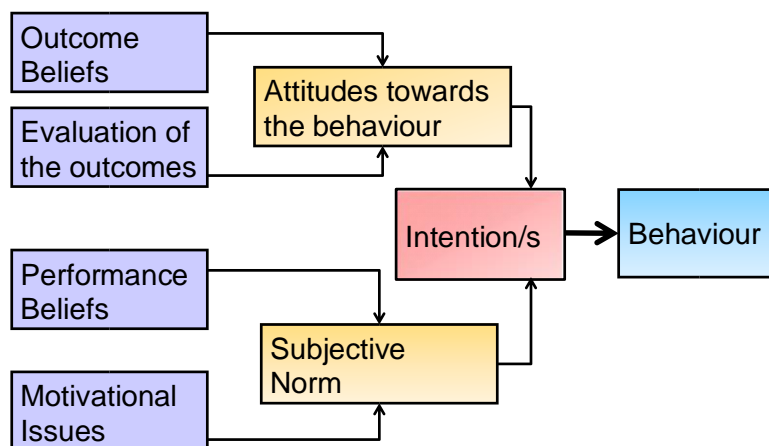 Outcome
Beliefs
Attitudes towards
the behaviour
Evaluation of
the outcomes
Intention/s
Behaviour
Performance
Beliefs
Subjective
Norm
Motivational
Issues